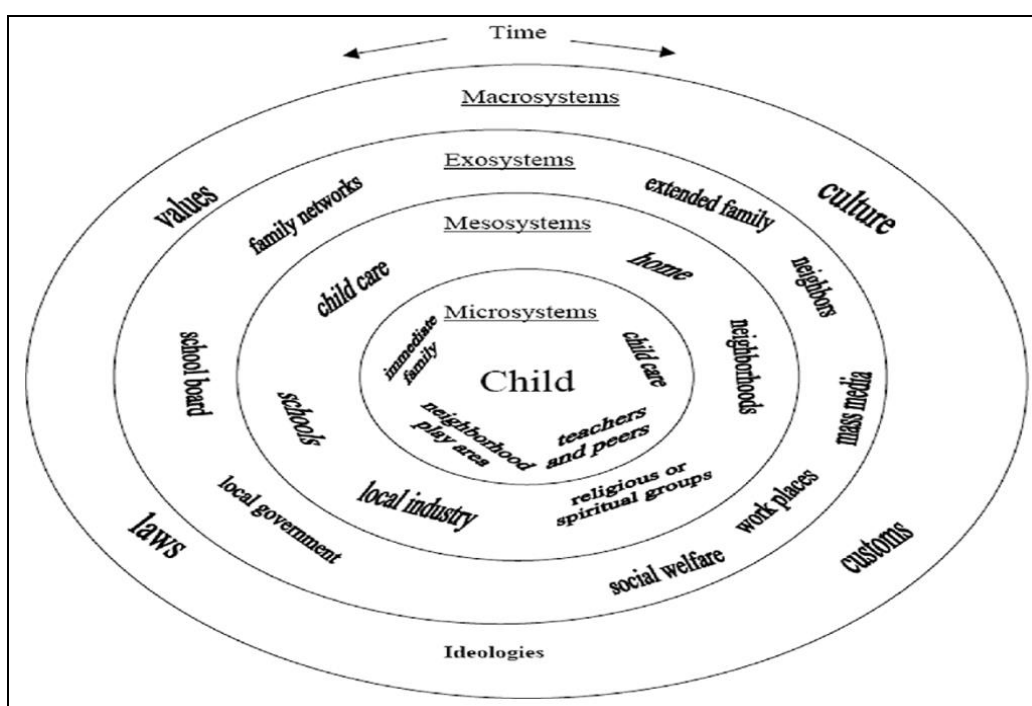 Time
Macrosystems
Exosystems
values
family networks
extended family
culture
Mesosystems
child care
home
neighbors
Microsystems
immediate
family
child care
neighborhoods
school board
Child
mass media
schools
neighborhood
play area
teachers
and peers
local industry
religious or
spiritual groups
work places
local government
laws
social welfare
customs
Ideologies